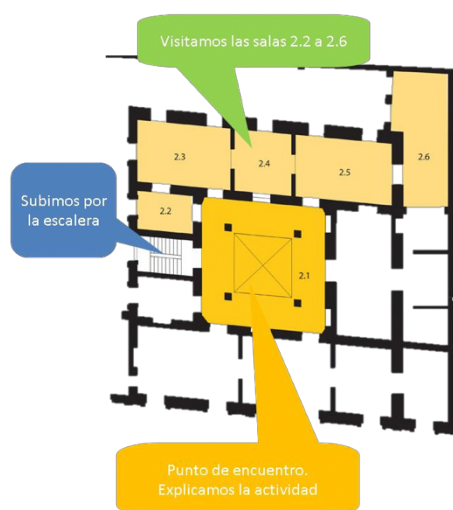 Visitamos las salas 2.2 a 2.6
2.3
2.4
2.5
2.6
Subimos por
la escalera
2.2
2.1
Punto de encuentro.
Explicamos la actividad